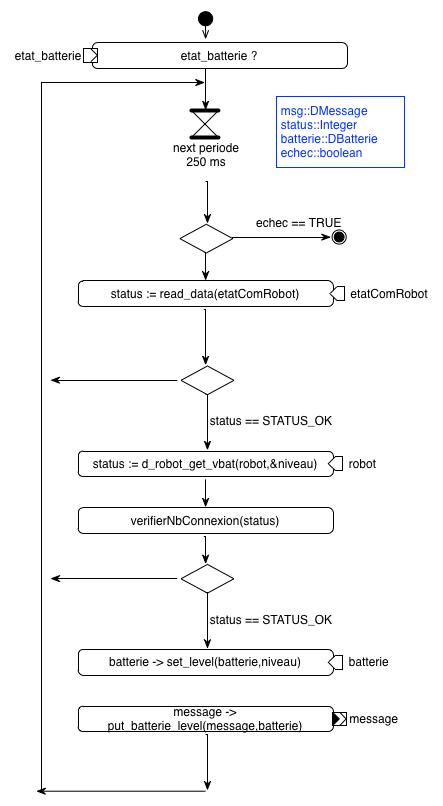 etat_batterie
etat_batterie ?
msg::DMessage
status::Integer
batterie::DBatterie
echec::boolean
next periode
250 ms
echec == TRUE
status := read_data(etatComRobot)
etatComRobot
status == STATUS_OK
status := d_robot_get_vbat(robot,&niveau)
robot
verifierNbConnexion(status)
status == STATUS_OK
batterie -> set_level(batterie,niveau)
batterie
message ->
put_batterie_level(message,batterie)
message